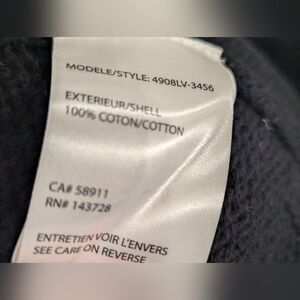 MODELE/STYLE: 4908LV-3456
EXTERIEUR/SHELL
100% COTON/COTTON
CA# 58911
RN# 143728
ENTRETIEN VOIR L'ENVERS
SEE CARE ON REVERSE